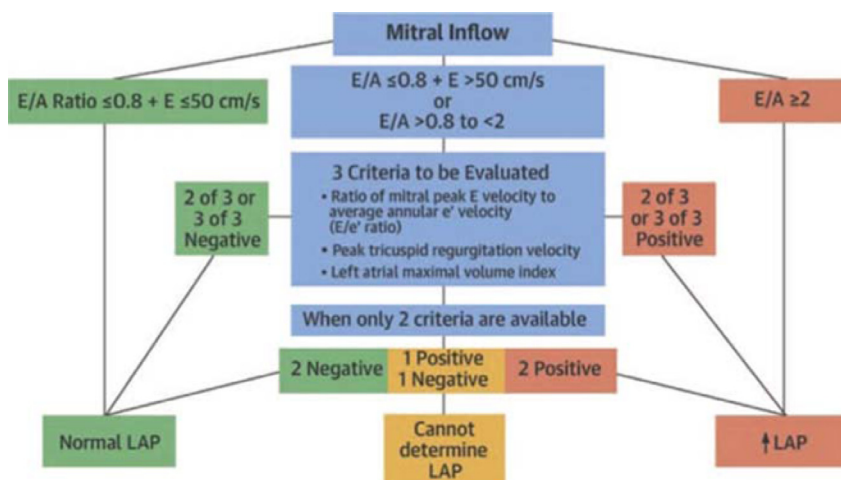 Mitral Inflow
E/A Ratio ≤0.8 + E ≤50 cm/s
E/A ≤0.8 + E >50 cm/s
or
E/A >0.8 to <2
E/A ≥2
3 Criteria to be Evaluated
• Ratio of mitral peak E velocity to
average annular e' velocity
(E/e' ratio)
• Peak tricuspid regurgitation velocity
• Left atrial maximal volume index
2 of 3 or
3 of 3
Negative
2 of 3
or 3 of 3
Positive
When only 2 criteria are available
2 Negative
1 Positive
1 Negative
2 Positive
Normal LAP
Cannot
determine
LAP
↑LAP